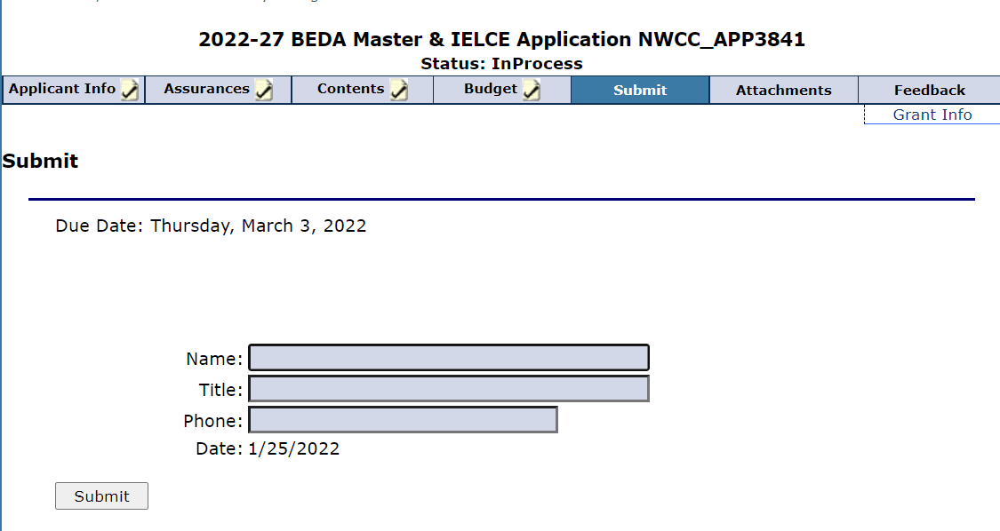 2022-27 BEDA Master & IELCE Application NWCC_APP3841
Status: InProcess
Applicant Info Assurances Contents Budget Submit Attachments Feedback
Grant Info
Submit
Due Date: Thursday, March 3, 2022
Name:
Title:
Phone:
Date: 1/25/2022
Submit